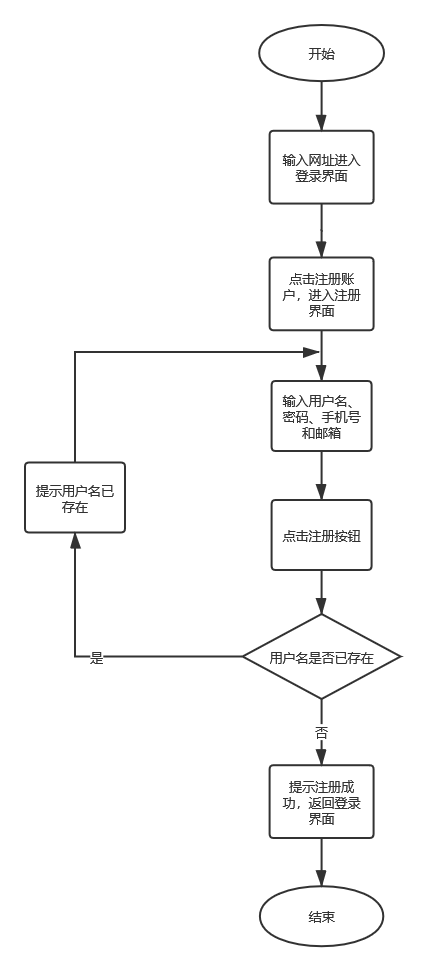 开始
输入网址进入
登录界面
点击注册账
户，进入注册
界面
输入用户名、
密码、手机号
和邮箱
提示用户名已
存在
点击注册按钮
用户名是否已存在
是
否
提示注册成
功，返回登录
界面
结束